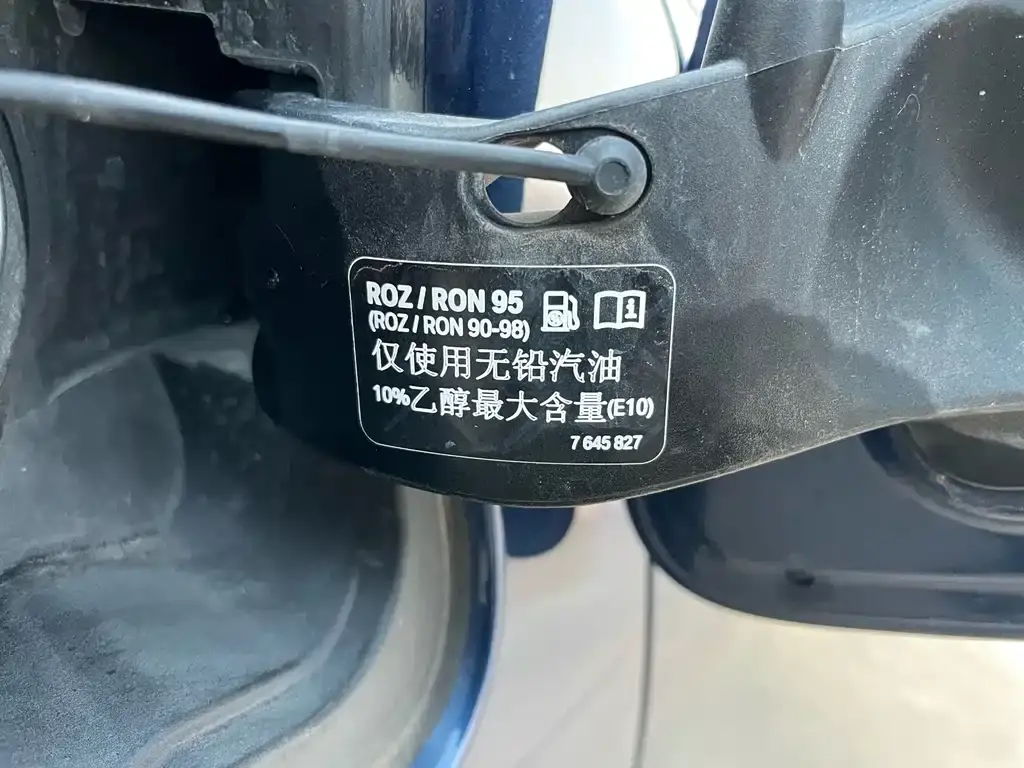 ROZ / RON 95
(ROZ / RON 90-98)
仅使用无铅汽油
10%乙醇最大含量(E10)
7 645 827